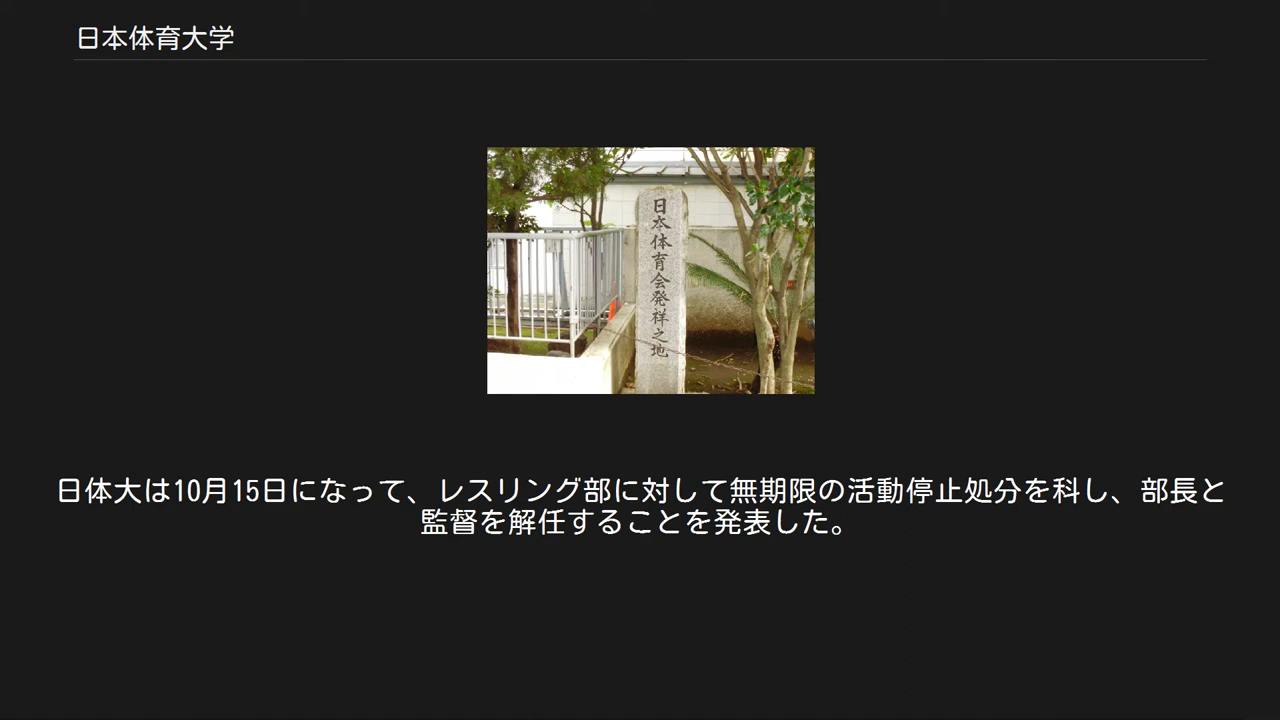 日本体育大学
日本体育会発祥之地
日体大は10月15日になって、レスリング部に対して無期限の活動停止処分を科し、部長と
監督を解任することを発表した。